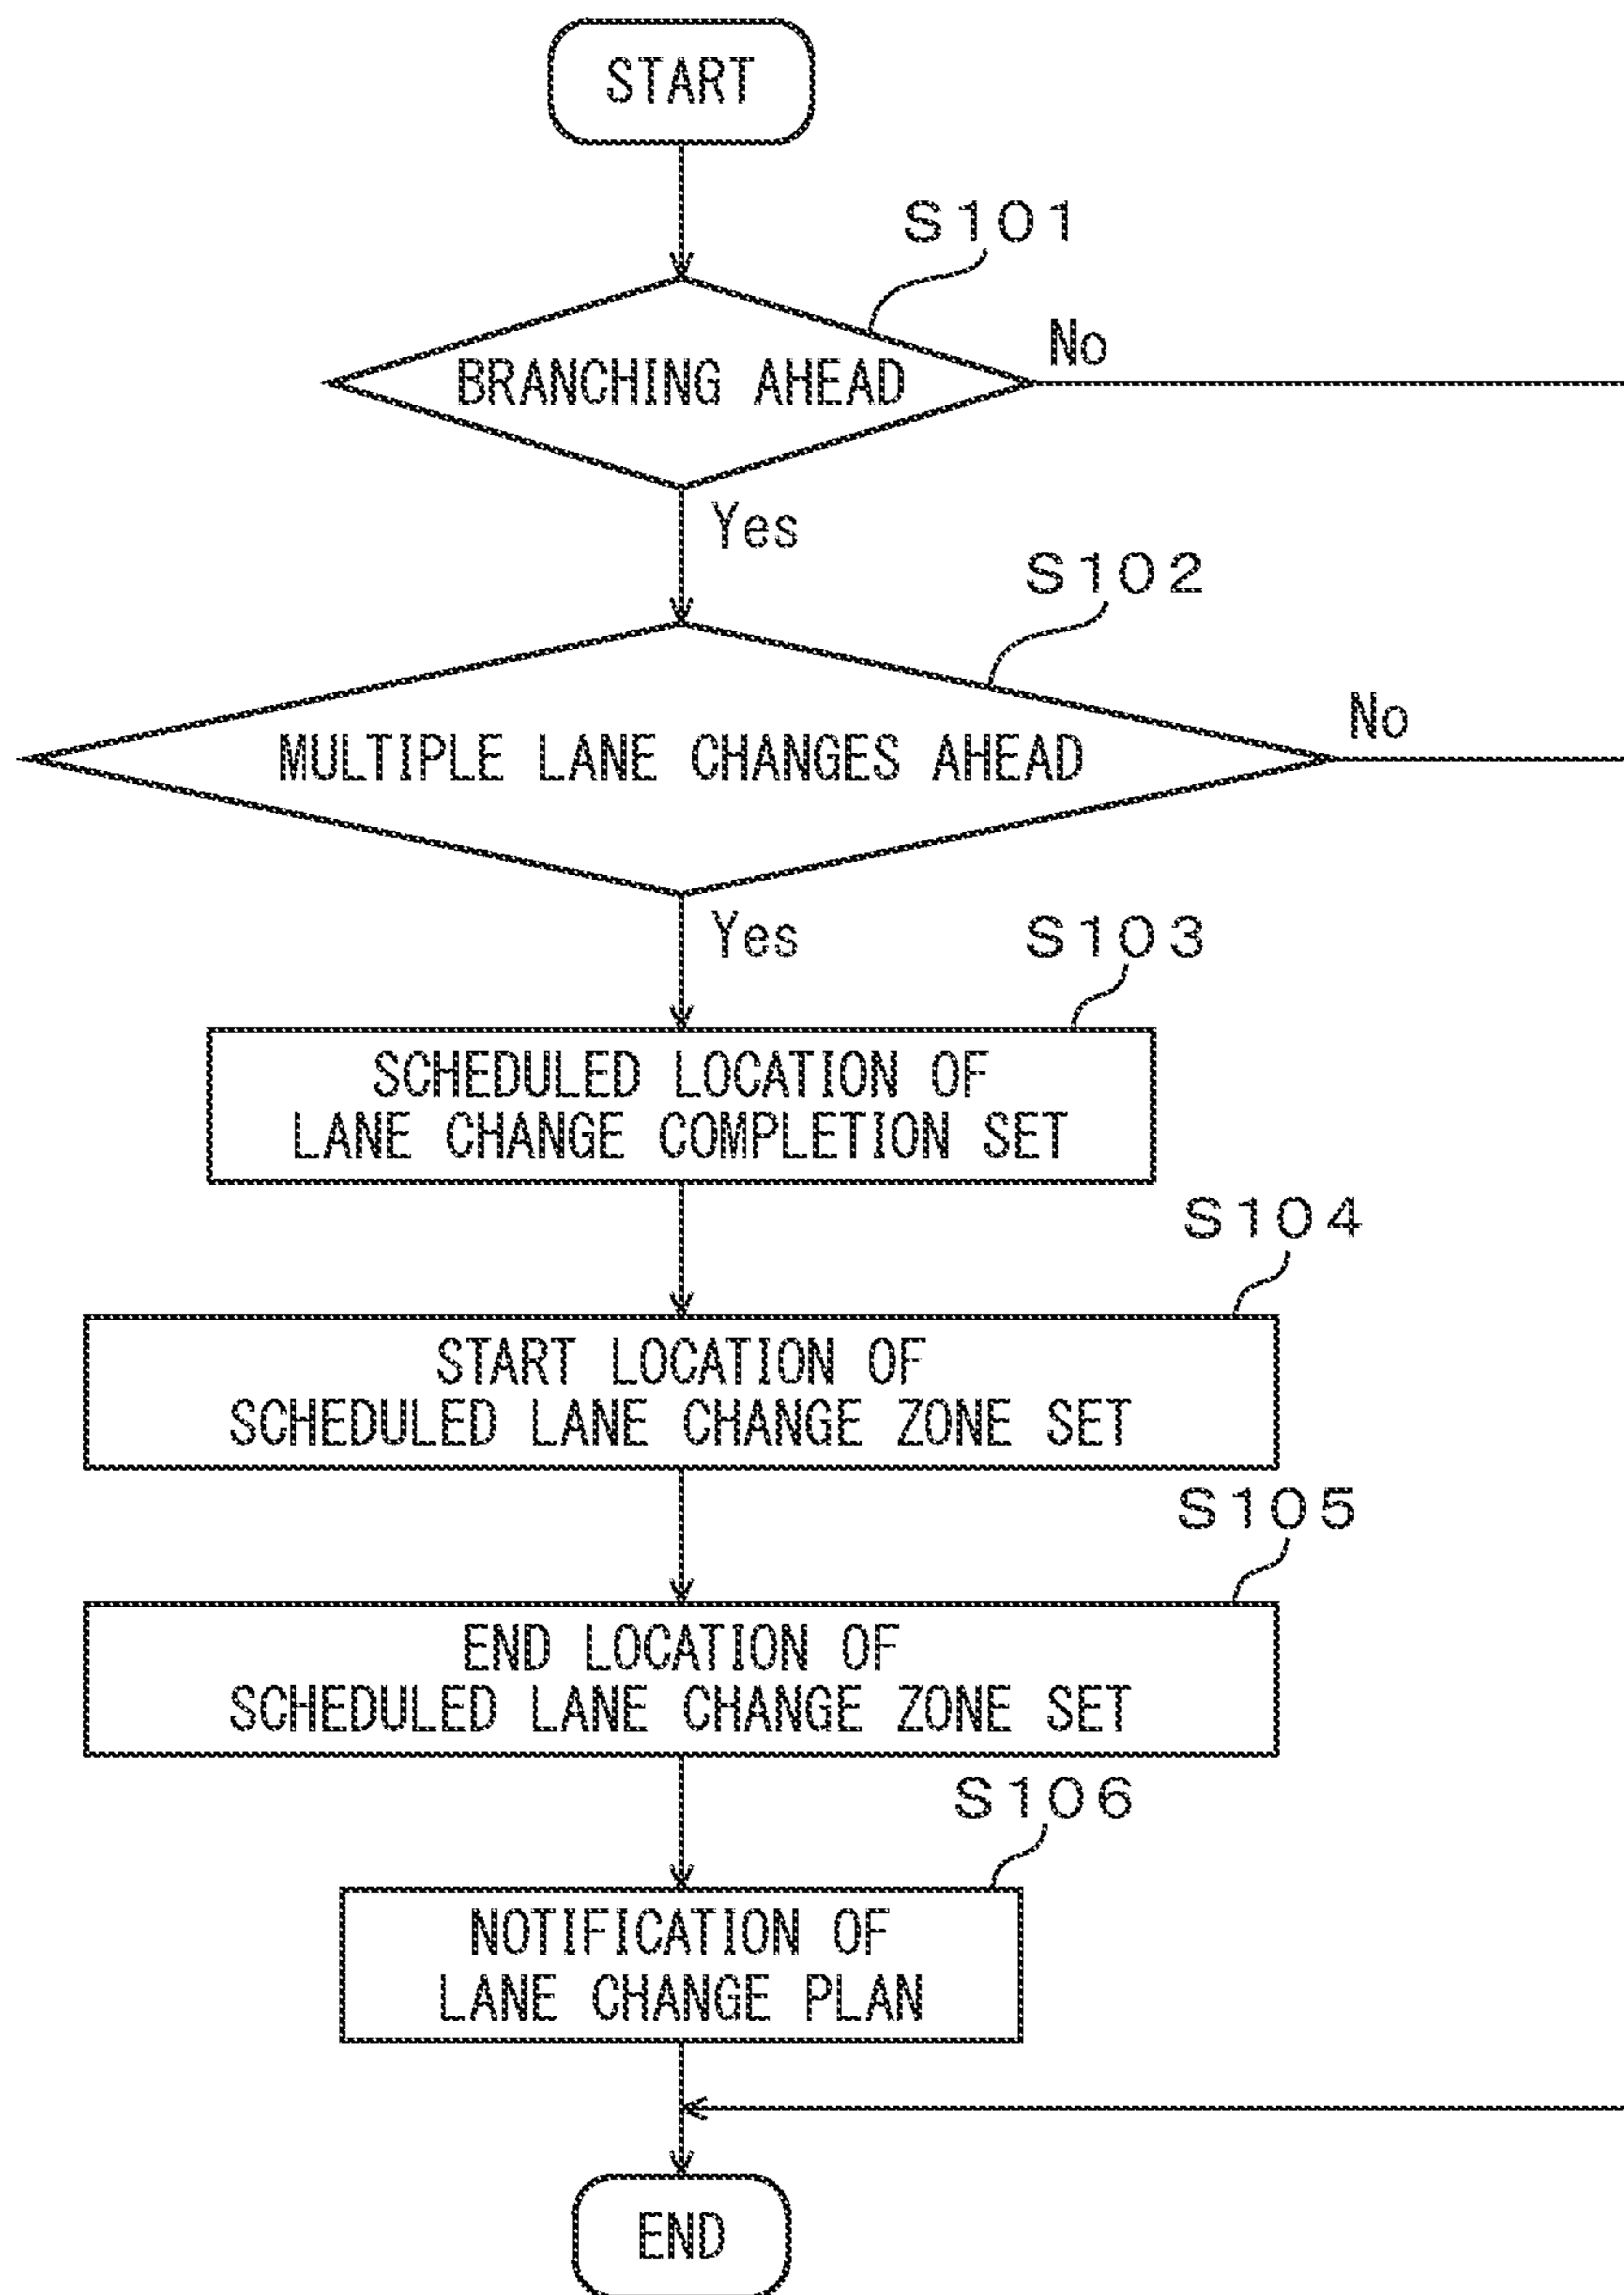 START
S101
BRANCHING AHEAD
No
Yes
S102
MULTIPLE LANE CHANGES AHEAD
No
Yes
S103
SCHEDULED LOCATION OF
LANE CHANGE COMPLETION SET
S104
START LOCATION OF
SCHEDULED LANE CHANGE ZONE SET
S105
END LOCATION OF
SCHEDULED LANE CHANGE ZONE SET
S106
NOTIFICATION OF
LANE CHANGE PLAN
END